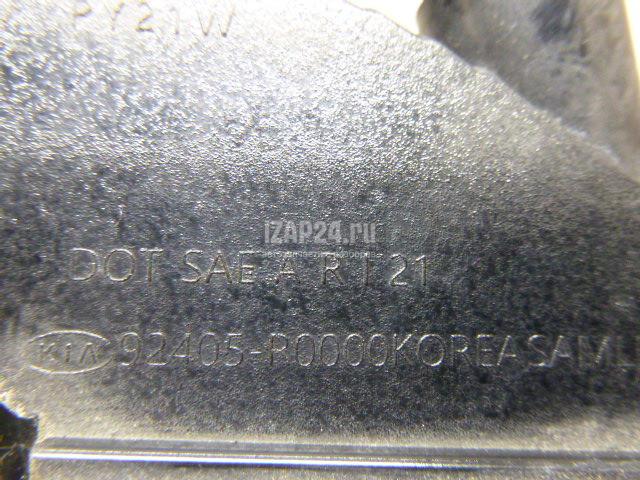 PY21W
iZAP24.ru
DOT SAE A R I 21
KIA 92405-R0000KOREASAML